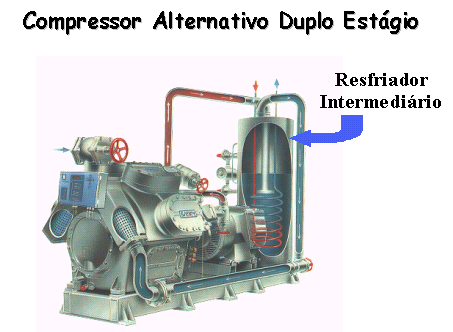 Compressor Alternativo Duplo Estágio
Resfriador
Intermediário